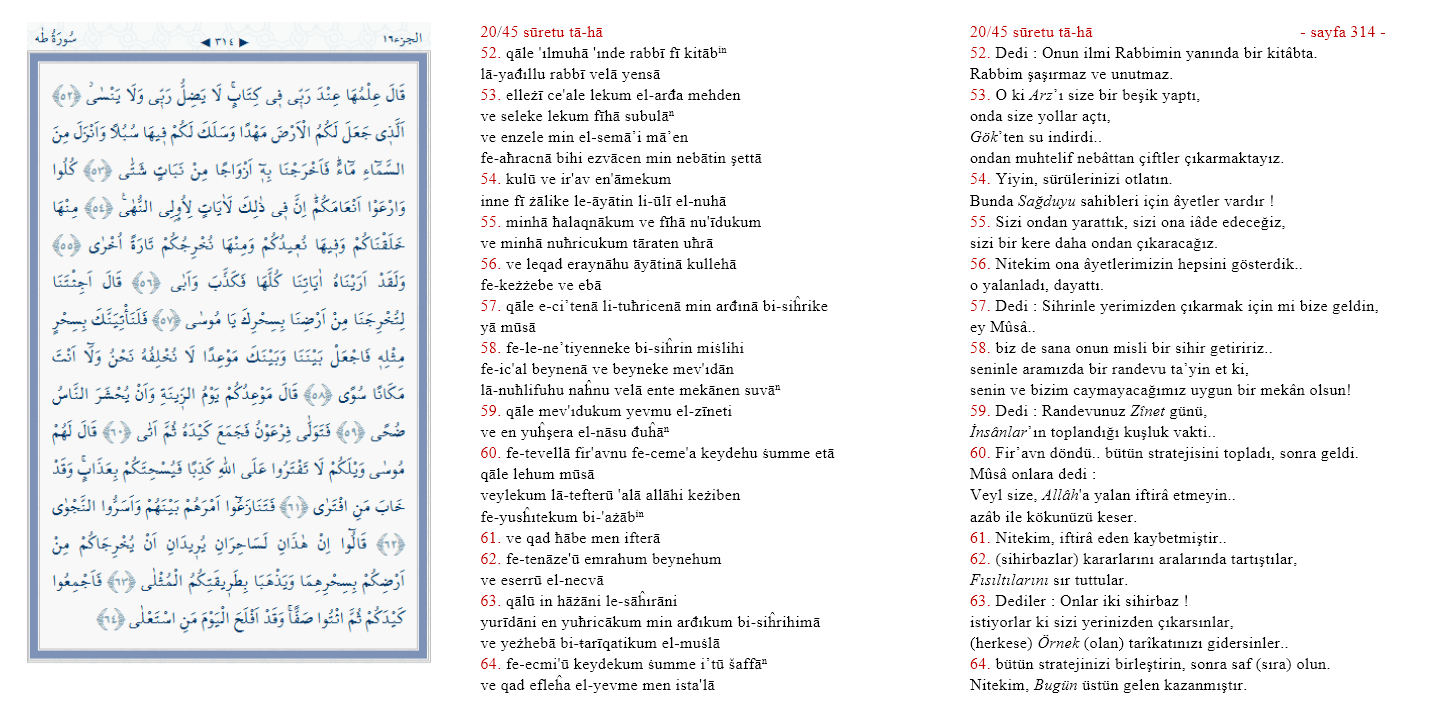 سُورَةُ طٰه
◀ ٣١٤ ▶
الجزء١٦
قَالَ عِلْمُهَا عِنْدَ رَبّ۪ي ف۪ي كِتَابٍۚ لَا يَضِلُّ رَبّ۪ي وَلَا يَنْسٰىۘ ﴿٥٢﴾
اَلَّذ۪ي جَعَلَ لَكُمُ الْاَرْضَ مَهْدًا وَسَلَكَ لَكُمْ ف۪يهَا سُبُلًا وَاَنْزَلَ مِنَ
السَّمَٓاءِ مَٓاءًۜ فَاَخْرَجْنَا بِه۪ٓ اَزْوَاجًا مِنْ نَبَاتٍ شَتّٰى ﴿٥٣﴾ كُلُوا
وَارْعَوْا اَنْعَامَكُمْۜ اِنَّ ف۪ي ذٰلِكَ لَاٰيَاتٍ لِاُو۬لِي النُّهٰى۟ ﴿٥٤﴾ مِنْهَا
خَلَقْنَاكُمْ وَف۪يهَا نُع۪يدُكُمْ وَمِنْهَا نُخْرِجُكُمْ تَارَةً اُخْرٰى ﴿٥٥﴾
وَلَقَدْ اَرَيْنَاهُ اٰيَاتِنَا كُلَّهَا فَكَذَّبَ وَاَبٰى ﴿٥٦﴾ قَالَ اَجِئْتَنَا
لِتُخْرِجَنَا مِنْ اَرْضِنَا بِسِحْرِكَ يَا مُوسٰى ﴿٥٧﴾ فَلَنَأْتِيَنَّكَ بِسِحْرٍ
مِثْلِه۪ فَاجْعَلْ بَيْنَنَا وَبَيْنَكَ مَوْعِدًا لَا نُخْلِفُهُ نَحْنُ وَلَٓا اَنْتَ
مَكَانًا سُوًى ﴿٥٨﴾ قَالَ مَوْعِدُكُمْ يَوْمُ الزّ۪ينَةِ وَاَنْ يُحْشَرَ النَّاسُ
ضُحًى ﴿٥٩﴾ فَتَوَلّٰى فِرْعَوْنُ فَجَمَعَ كَيْدَهُ ثُمَّ اَتٰى ﴿٦٠﴾ قَالَ لَهُمْ
مُوسٰى وَيْلَكُمْ لَا تَفْتَرُوا عَلَى اللّٰهِ كَذِبًا فَيُسْحِتَكُمْ بِعَذَابٍۚ وَقَدْ
خَابَ مَنِ افْتَرٰى ﴿٦١﴾ فَتَنَازَعُٓوا اَمْرَهُمْ بَيْنَهُمْ وَاَسَرُّوا النَّجْوٰى
﴿٦٢﴾ قَالُٓوا اِنْ هٰذَانِ لَسَاحِرَانِ يُر۪يدَانِ اَنْ يُخْرِجَاكُمْ مِنْ
اَرْضِكُمْ بِسِحْرِهِمَا وَيَذْهَبَا بِطَر۪يقَتِكُمُ الْمُثْلٰى ﴿٦٣﴾ فَاَجْمِعُوا
كَيْدَكُمْ ثُمَّ ائْتُوا صَفًّاۚ وَقَدْ اَفْلَحَ الْيَوْمَ مَنِ اسْتَعْلٰى ﴿٦٤﴾
20/45 sūretu tā-hā
52. qāle 'ılmuhā 'ınde rabbī fī kitābⁱⁿ
lā-yađıllu rabbī velā yensā
53. elleżī ce'ale lekum el-arđa mehden
ve seleke lekum fīhā subulāⁿ
ve enzele min el-semā’i mā’en
fe-aħracnā bihi ezvācen min nebātin şettā
54. kulū ve ir'av en'āmekum
inne fī żālike le-āyātin li-ūlī el-nuhā
55. minhā ħalaqnākum ve fīhā nu'īdukum
ve minhā nuħricukum tāraten uħrā
56. ve leqad eraynāhu āyātinā kullehā
fe-keżżebe ve ebā
57. qāle e-ci’tenā li-tuħricenā min arđınā bi-siĥrike
yā mūsā
58. fe-le-ne’tiyenneke bi-siĥrin miṡlihi
fe-ic'al beynenā ve beyneke mev'ıdān
lā-nuħlifuhu naĥnu velā ente mekānen suvāⁿ
59. qāle mev'ıdukum yevmu el-zīneti
ve en yuĥşera el-nāsu đuĥāⁿ
60. fe-tevellā fir'avnu fe-ceme'a keydehu ṡumme etā
qāle lehum mūsā
veylekum lā-tefterū 'alā allāhi keżiben
fe-yusĥıtekum bi-'ażābⁱⁿ
61. ve qad ħābe men ifterā
62. fe-tenāze'ū emrahum beynehum
ve eserrū el-necvā
63. qālū in hāżāni le-sāĥırāni
yurīdāni en yuħricākum min arđıkum bi-siĥrihimā
ve yeżhebā bi-ŧarīqatikum el-muṡlā
64. fe-ecmi'ū keydekum ṡumme i’tū šaffāⁿ
ve qad efleĥa el-yevme men ista'lā
20/45 sūretu tā-hā - sayfa 314 -
52. Dedi : Onun ilmi Rabbimin yanında bir kitâbta.
Rabbim şaşırmaz ve unutmaz.
53. O ki Arz’ı size bir beşik yaptı,
onda size yollar açtı,
Gök’ten su indirdi..
ondan muhtelif nebâttan çiftler çıkarmaktayız.
54. Yiyin, sürülerinizi otlatın.
Bunda Sağduyu sahibleri için âyetler vardır !
55. Sizi ondan yarattık, sizi ona iâde edeceğiz,
sizi bir kere daha ondan çıkaracağız.
56. Nitekim ona âyetlerimizin hepsini gösterdik..
o yalanladı, dayattı.
57. Dedi : Sihrinle yerimizden çıkarmak için mi bize geldin,
ey Mûsâ..
58. biz de sana onun misli bir sihir getiririz..
seninle aramızda bir randevu ta’yin et ki,
senin ve bizim caymayacağımız uygun bir mekân olsun!
59. Dedi : Randevunuz Zînet günü,
İnsânlar’ın toplandığı kuşluk vakti..
60. Fir’avn döndü.. bütün stratejisini topladı, sonra geldi.
Mûsâ onlara dedi :
Veyl size, Allâh'a yalan iftirâ etmeyin..
azâb ile kökunüzü keser.
61. Nitekim, iftirâ eden kaybetmiştir..
62. (sihirbazlar) kararlarını aralarında tartıştılar,
Fısıltılarını sır tuttular.
63. Dediler : Onlar iki sihirbaz !
istiyorlar ki sizi yerinizden çıkarsınlar,
(herkese) Örnek (olan) tarîkatınızı gidersinler..
64. bütün stratejinizi birleştirin, sonra saf (sıra) olun.
Nitekim, Bugün üstün gelen kazanmıştır.